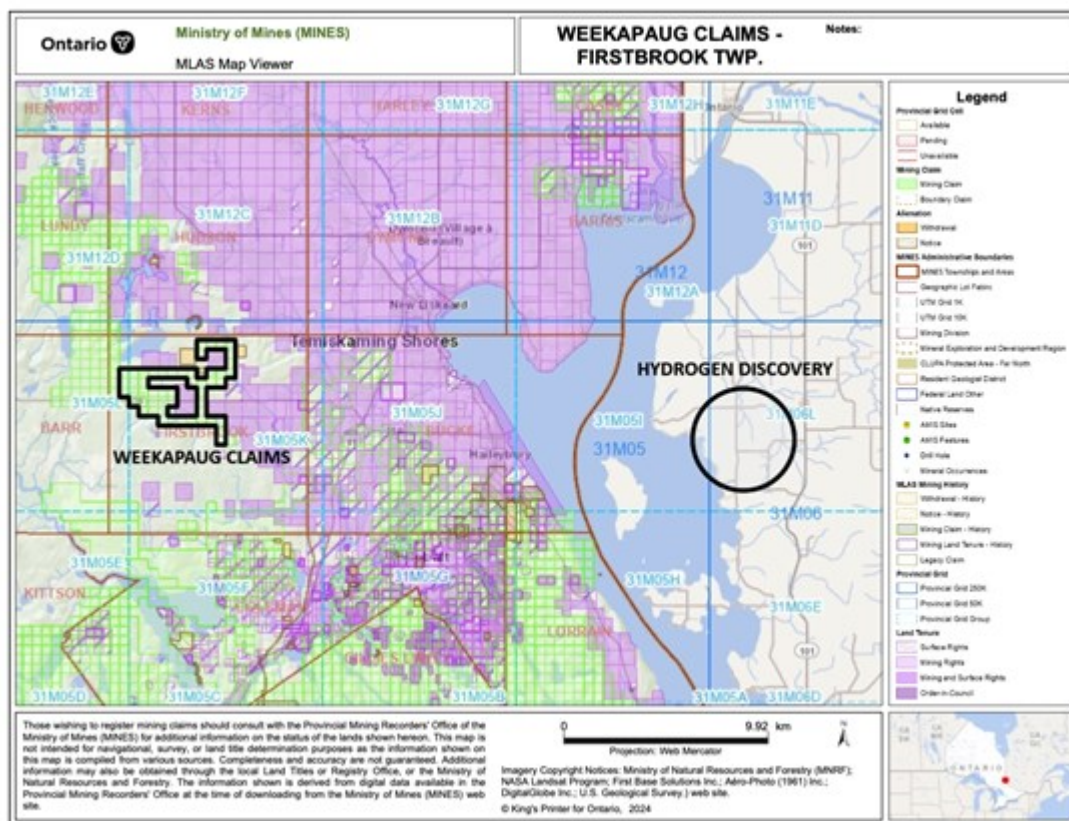 Ontario
Ministry of Mines (MINES)
MLAS Map Viewer
WEEKAPAUG CLAIMS -
FIRSTBROOK TWP.
Notes:
31M12E
31M12F
31M12G
31M12H
31M11E
KERNS
HARLEY
CASEY
Ontario
31M12C
31M12B
31M11
31M11D
LUNDY
HUDSON
HARRIS
31M12D
31M12
31M12A
101
New Liskeard
Temiskaming Shores
HYDROGEN DISCOVERY
31M05J
31M05I
31M06L
BARR
FIRSTBROOK
31M05K
BUCKE
31M05
WEEKAPAUG CLAIMS
Haileybury
31M06
31M05E
31M05F
31M05G
31M05H
KITTSON
COLEMAN
31M06E
LORRAIN
101
31M05D
31M05C
31M05B
31M05A
31M06D
Legend
Provincial Grid Cell
Available
Pending
Unavailable
Mining Claim
Mining Claim
Boundary Claim
Alienation
Withdrawal
Notice
MINES Administrative Boundaries
MINES Townships and Areas
Geographic Lot Fabric
UTM Grid 1K
UTM Grid 10K
Mining Division
Mineral Exploration and Development Region
CLUPA Protected Area - Far North
Resident Geologist District
Federal Land Other
Native Reserves
AMIS Sites
AMIS Features
Drill Hole
Mineral Occurrences
MLAS Mining History
Withdrawal - History
Notice - History
Mining Claim - History
Mining Land Tenure - History
Legacy Claim
Provincial Grid
Provincial Grid 250K
Provincial Grid 50K
Provincial Grid Group
Land Tenure
Surface Rights
Mining Rights
Mining and Surface Rights
Order-in-Council
Those wishing to register mining claims should consult with the Provincial Mining Recorders' Office of the
Ministry of Mines (MINES) for additional information on the status of the lands shown hereon. This map is
not intended for navigational, survey, or land title determination purposes as the information shown on
this map is compiled from various sources. Completeness and accuracy are not guaranteed. Additional
information may also be obtained through the local Land Titles or Registry Office, or the Ministry of
Natural Resources and Forestry. The information shown is derived from digital data available in the
Provincial Mining Recorders' Office at the time of downloading from the Ministry of Mines (MINES) web
site.
0 9.92 km
N
Projection: Web Mercator
Imagery Copyright Notices: Ministry of Natural Resources and Forestry (MNRF);
NASA Landsat Program; First Base Solutions Inc.; Aéro-Photo (1961) Inc.;
DigitalGlobe Inc.; U.S. Geological Survey.) web site.
© King's Printer for Ontario, 2024
ONTARIO